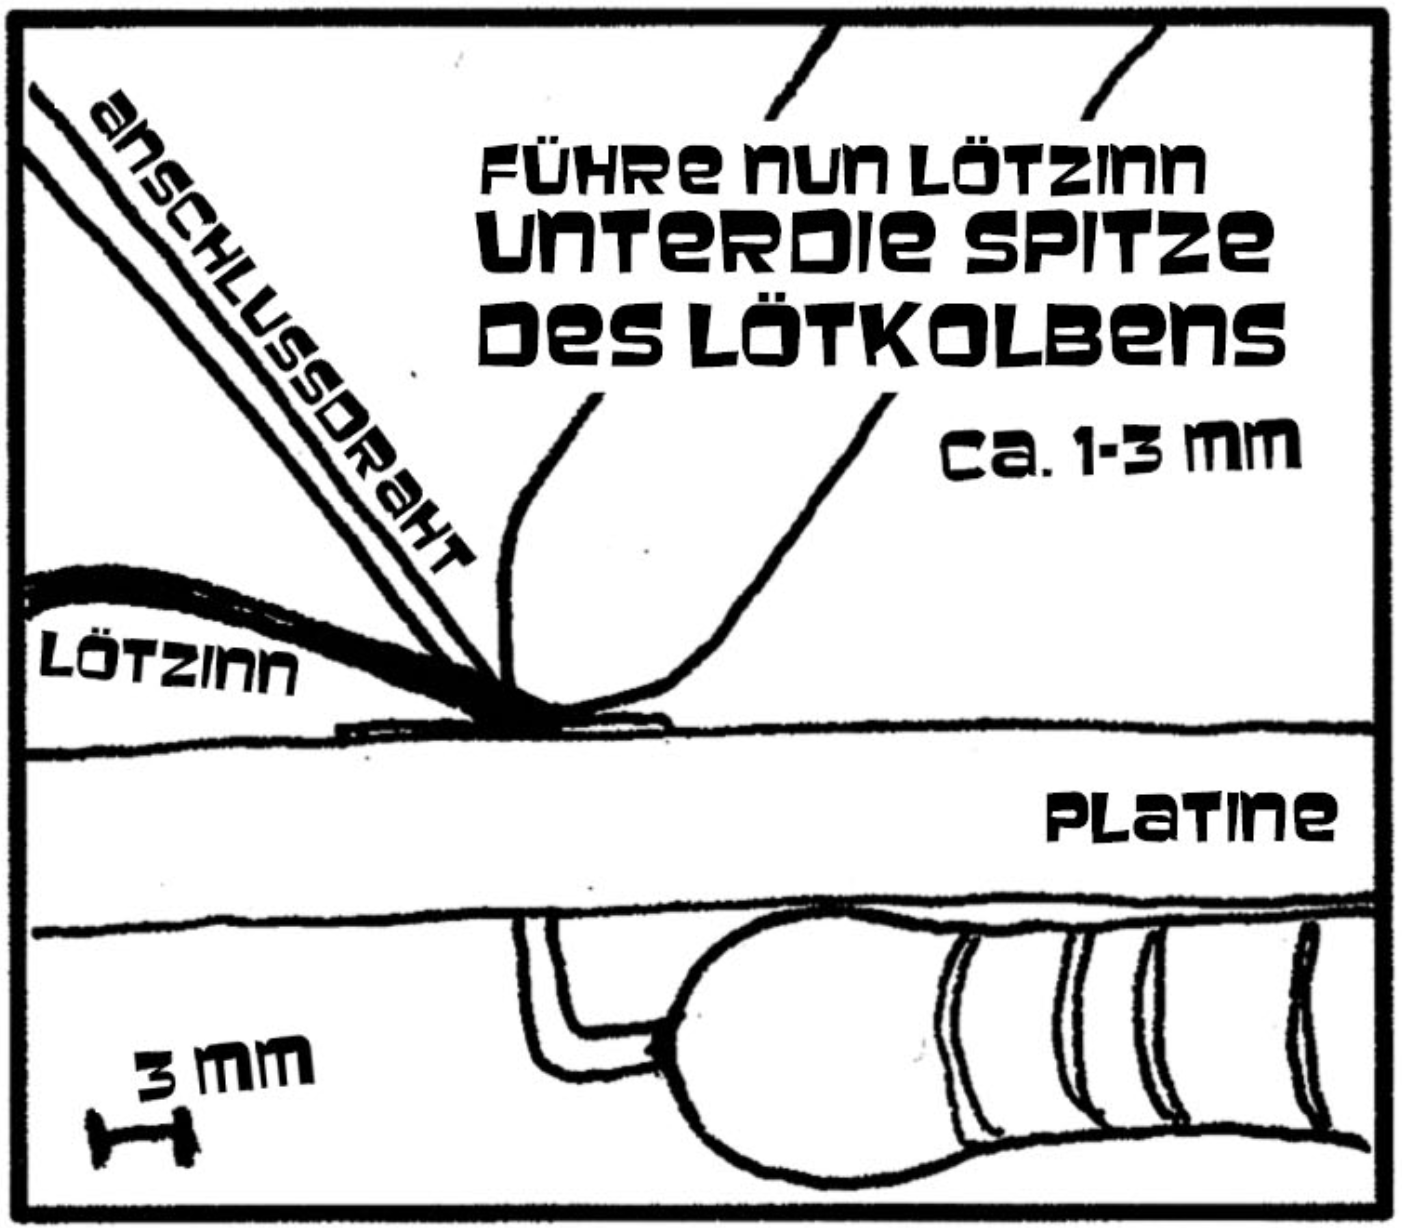 Anschlussdraht
Führe nun Lötzinn
unterdie Spitze
des Lötkolbens
ca. 1-3 mm
Lötzinn
Platine
3 mm